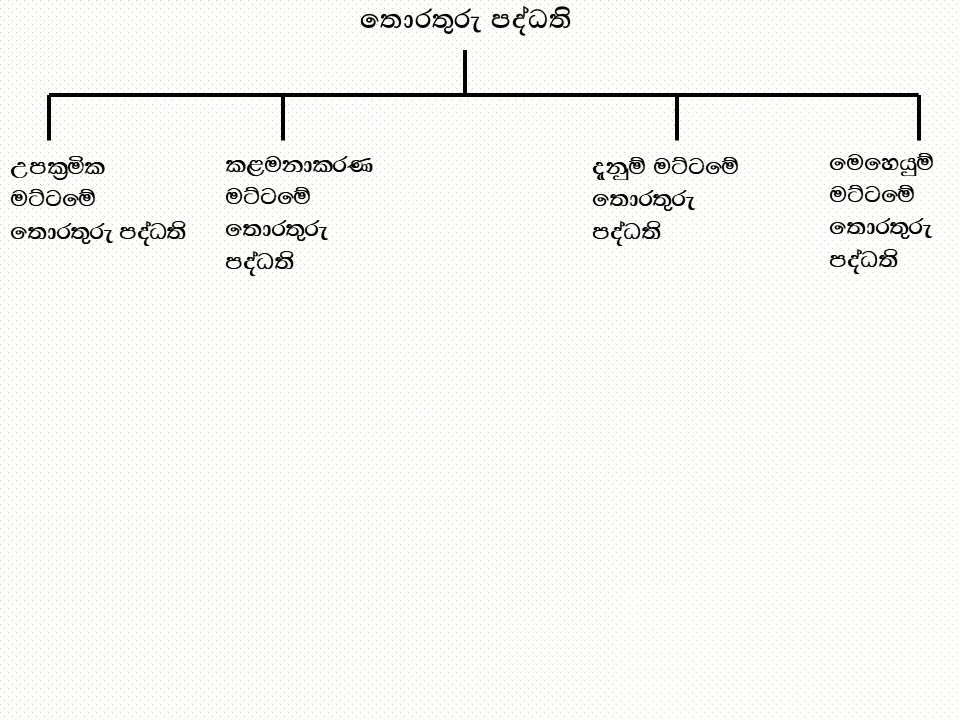 තොරතුරු පද්ධති
උපක්‍රමික
මට්ටමේ
තොරතුරු පද්ධති
කළමනාකරණ
මට්ටමේ
තොරතුරු
පද්ධති
දැනුම් මට්ටමේ
තොරතුරු
පද්ධති
මෙහෙයුම්
මට්ටමේ
තොරතුරු
පද්ධති